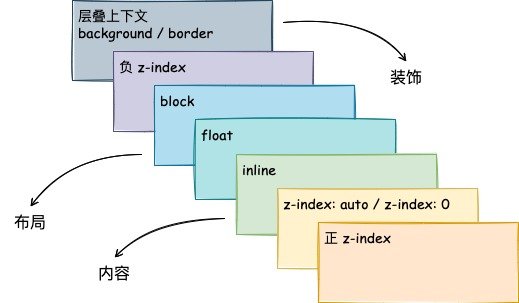 层叠上下文
background / border
负 z-index
装饰
block
float
inline
布局
z-index: auto / z-index: 0
正 z-index
内容